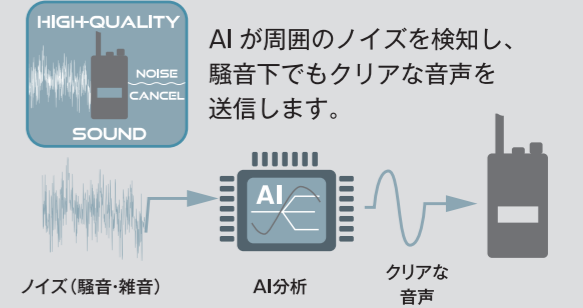 HIGH-QUALITY
NOISE
CANCEL
SOUND
AI が周囲のノイズを検知し、
騒音下でもクリアな音声を
送信します。
AI
ノイズ(騒音・雑音)
AI分析
クリアな
音声